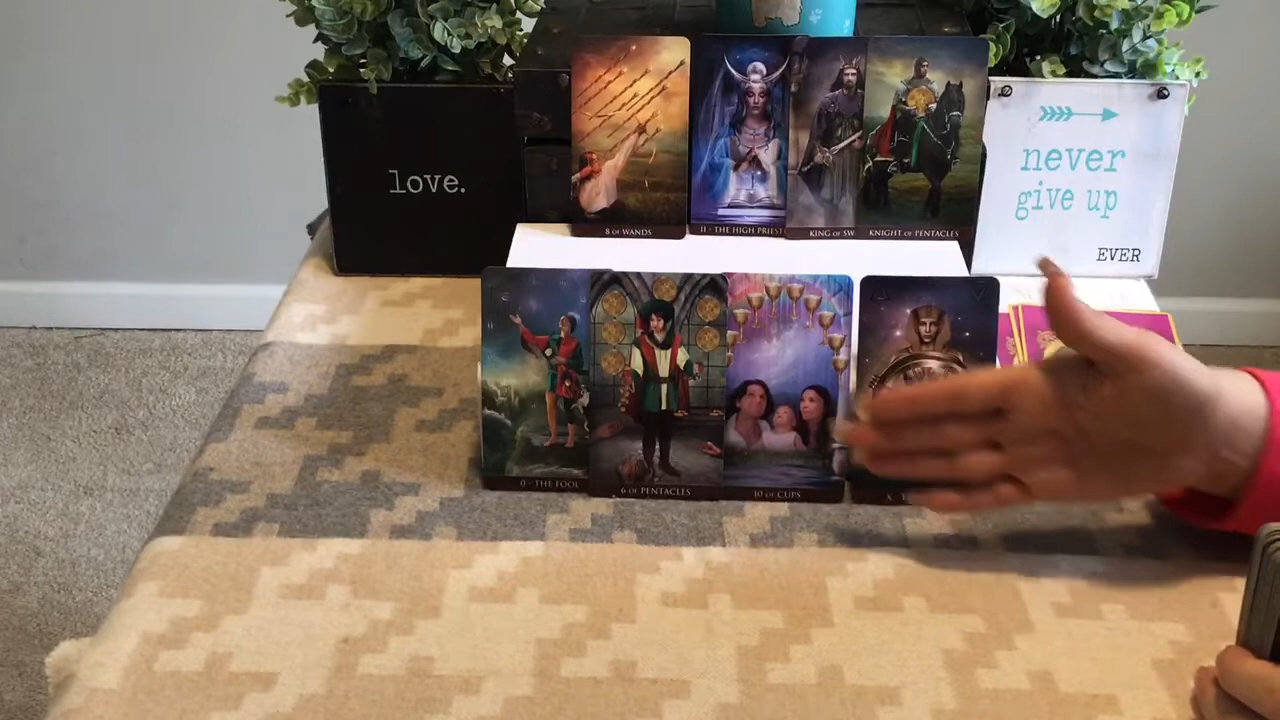 love.
never
give up
EVER
8 OF WANDS
II - THE HIGH PRIEST
KING OF SW
KNIGHT OF PENTACLES
0 - THE FOOL
6 OF PENTACLES
10 OF CUPS